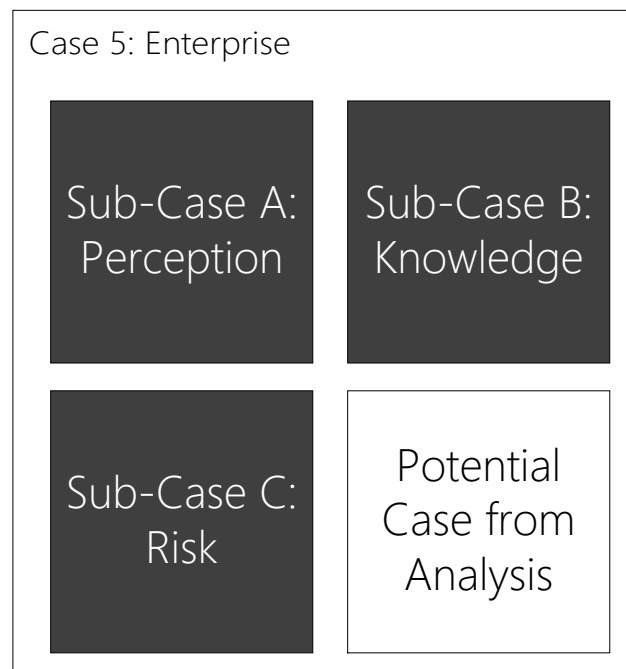 Case 5: Enterprise
Sub-Case A:
Perception
Sub-Case B:
Knowledge
Sub-Case C:
Risk
Potential
Case from
Analysis